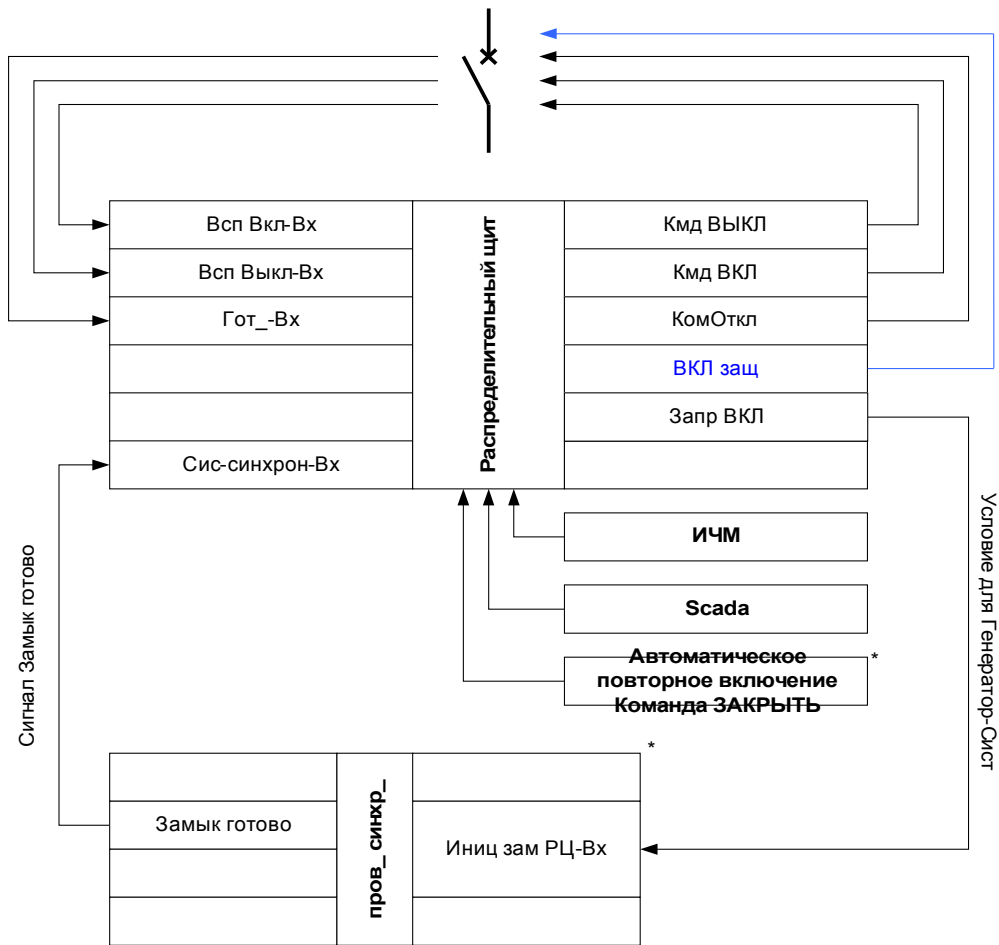 Всп Вкл-Вх
Распределительный щит
Кмд ВЫКЛ
Всп Выкл-Вх
Кмд ВКЛ
Гот_-Вх
КомОткл
ВКЛ защ
Запр ВКЛ
Сис-синхрон-Вх
ИЧМ
Scada
Автоматическое
повторное включение
Команда ЗАКРЫТЬ
*
Сигнал Замык готово
Условие для Генератор-Сист
*
Замык готово
пров_ синхр_
Иниц зам РЦ-Вх